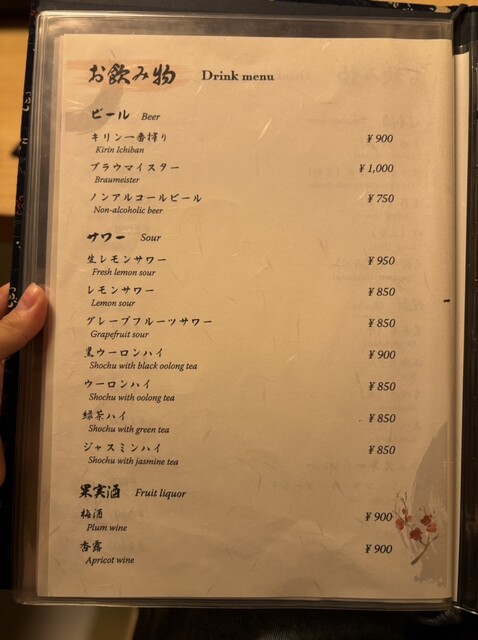 お飲み物 Drink menu
ビール Beer
キリン一番搾り ¥900
Kirin Ichiban
ブラウマイスター ¥1,000
Braumeister
ノンアルコールビール ¥750
Non-alcoholic beer
サワー Sour
生レモンサワー ¥950
Fresh lemon sour
レモンサワー ¥850
Lemon sour
グレープフルーツサワー ¥850
Grapefruit sour
黒ウーロンハイ ¥900
Shochu with black oolong tea
ウーロンハイ ¥850
Shochu with oolong tea
緑茶ハイ ¥850
Shochu with green tea
ジャスミンハイ ¥850
Shochu with jasmine tea
果実酒 Fruit liquor
梅酒 ¥900
Plum wine
杏露 ¥900
Apricot wine